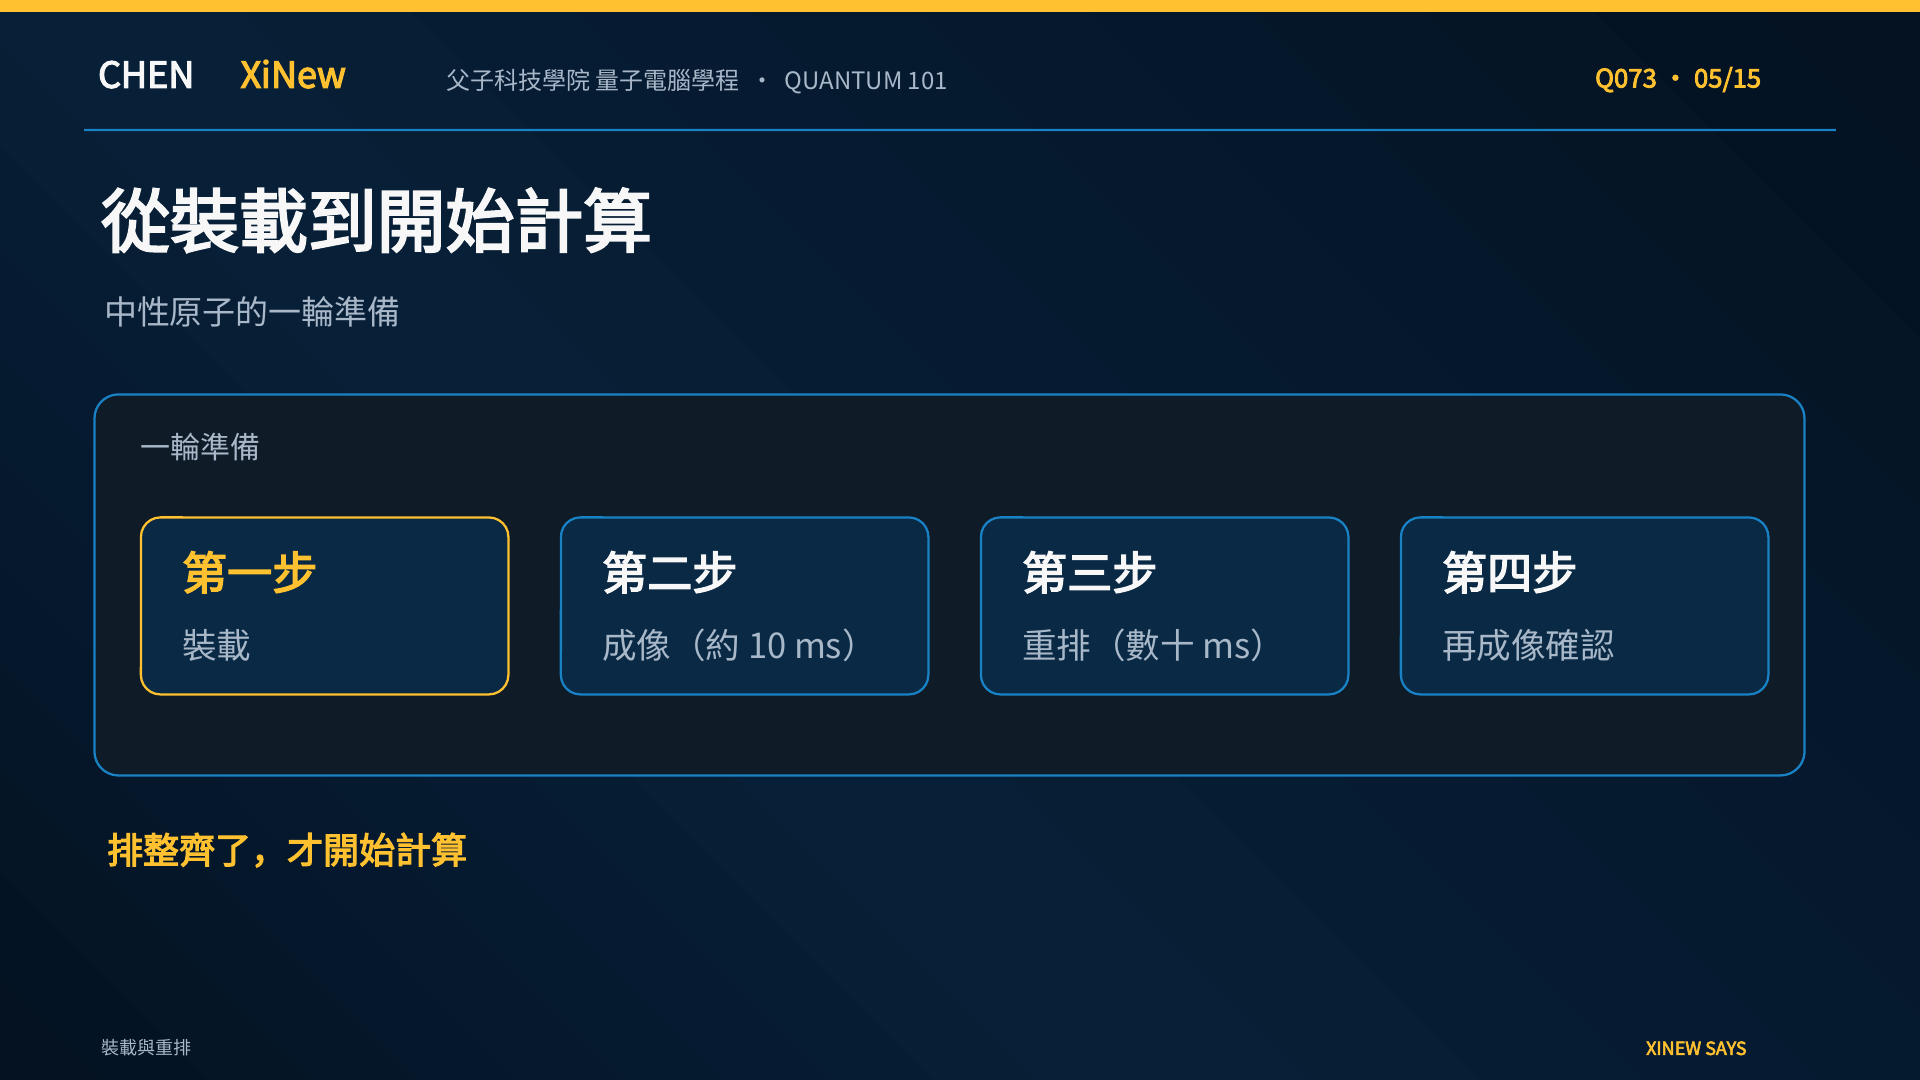 CHEN XiNew 父子科技學院 量子電腦學程 • QUANTUM 101 Q073 • 05/15
從裝載到開始計算
中性原子的一輪準備
一輪準備
第一步 第二步 第三步 第四步
裝載 成像（約 10 ms） 重排（數十 ms） 再成像確認
排整齊了，才開始計算
裝載與重排 XINEW SAYS